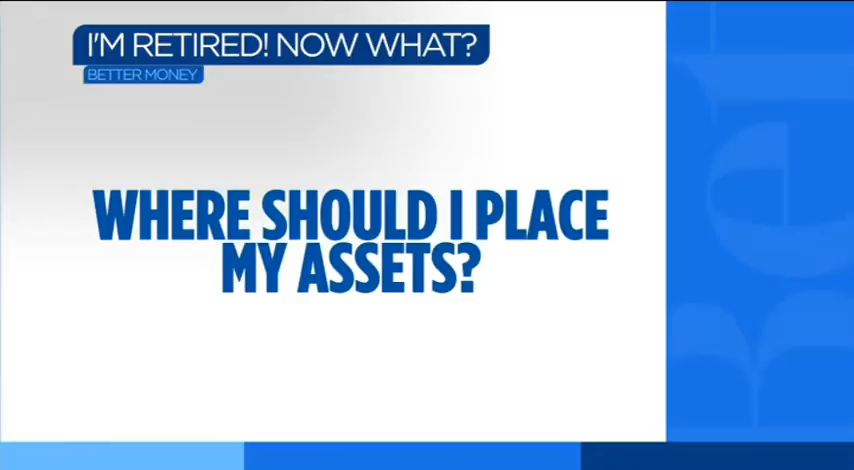 I'M RETIRED! NOW WHAT?
BETTER MONEY
WHERE SHOULD I PLACE
MY ASSETS?